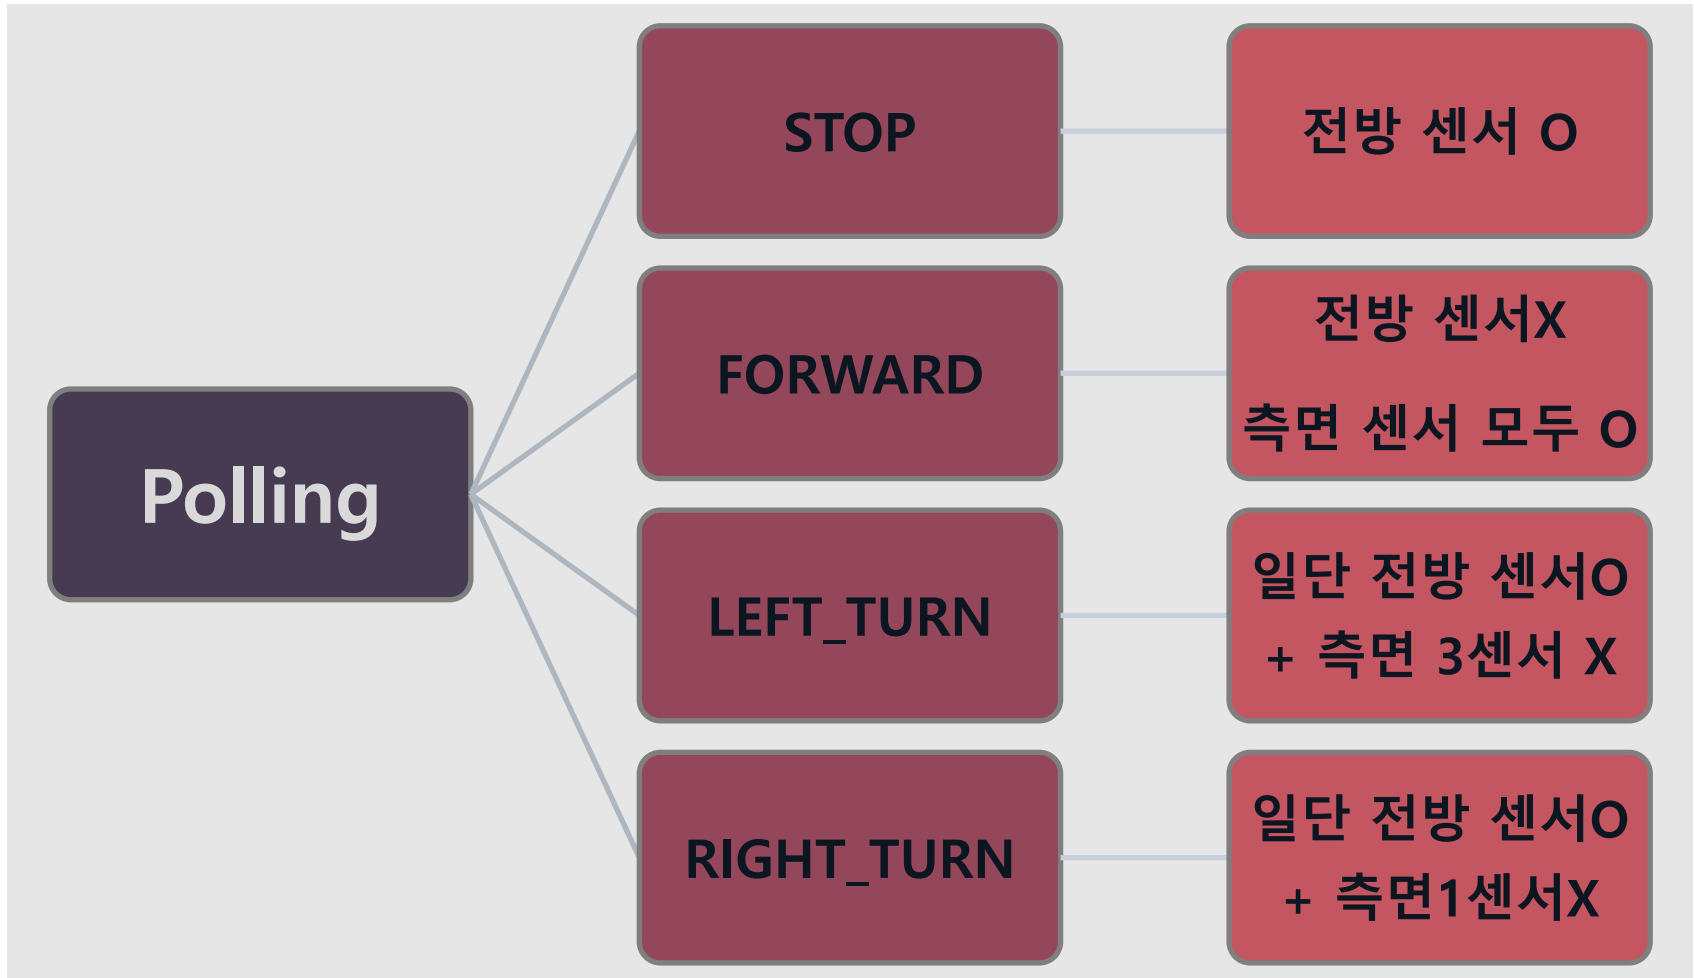 Polling
STOP
전방 센서 O
FORWARD
전방 센서X
측면 센서 모두 O
LEFT_TURN
일단 전방 센서O
+ 측면 3센서 X
RIGHT_TURN
일단 전방 센서O
+ 측면1센서X